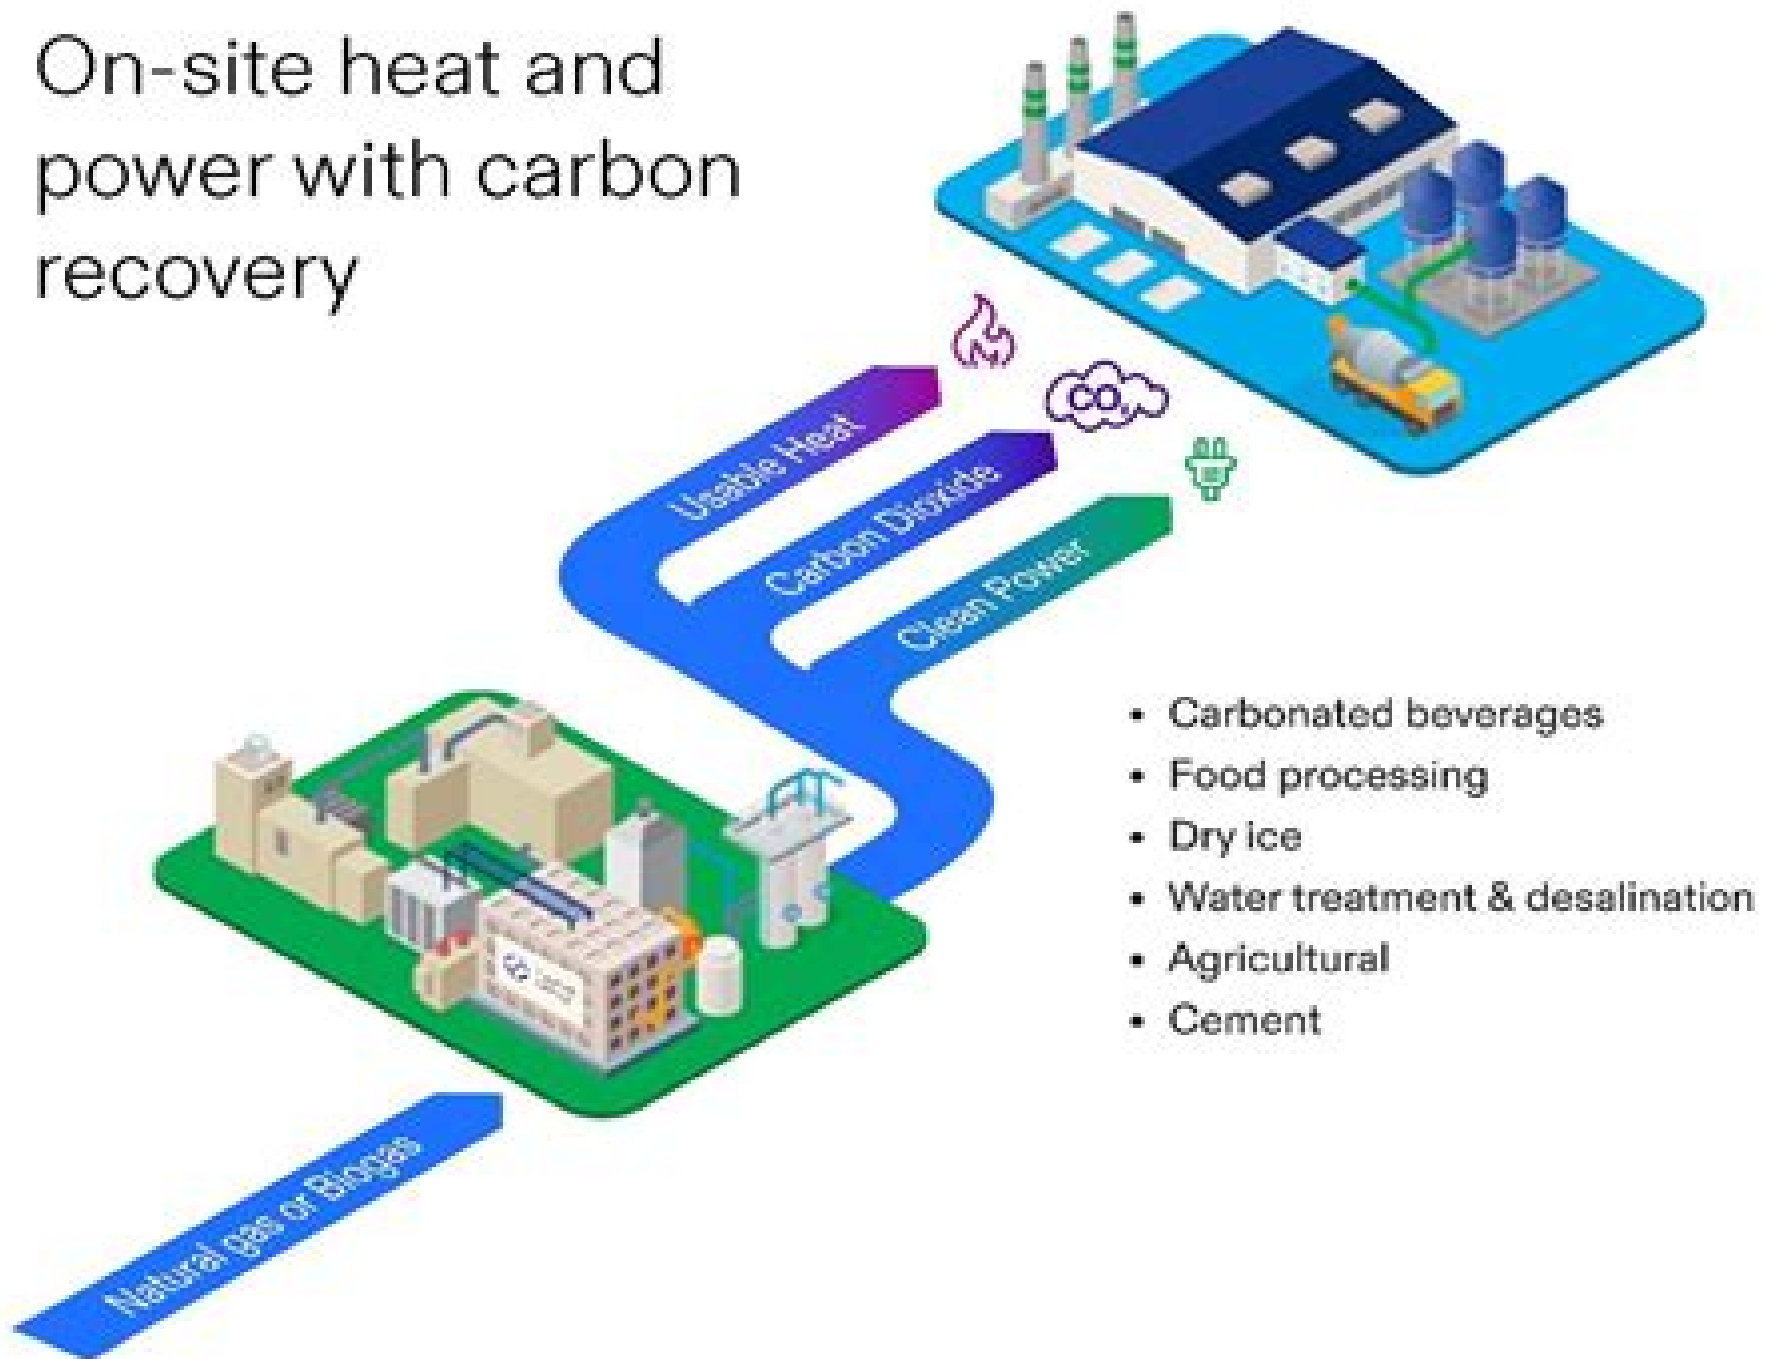 On-site heat and
power with carbon
recovery
Usable Heat
CO₂
Carbon Dioxide
Clean Power
• Carbonated beverages
• Food processing
• Dry ice
• Water treatment & desalination
• Agricultural
• Cement
Natural gas or Biogas